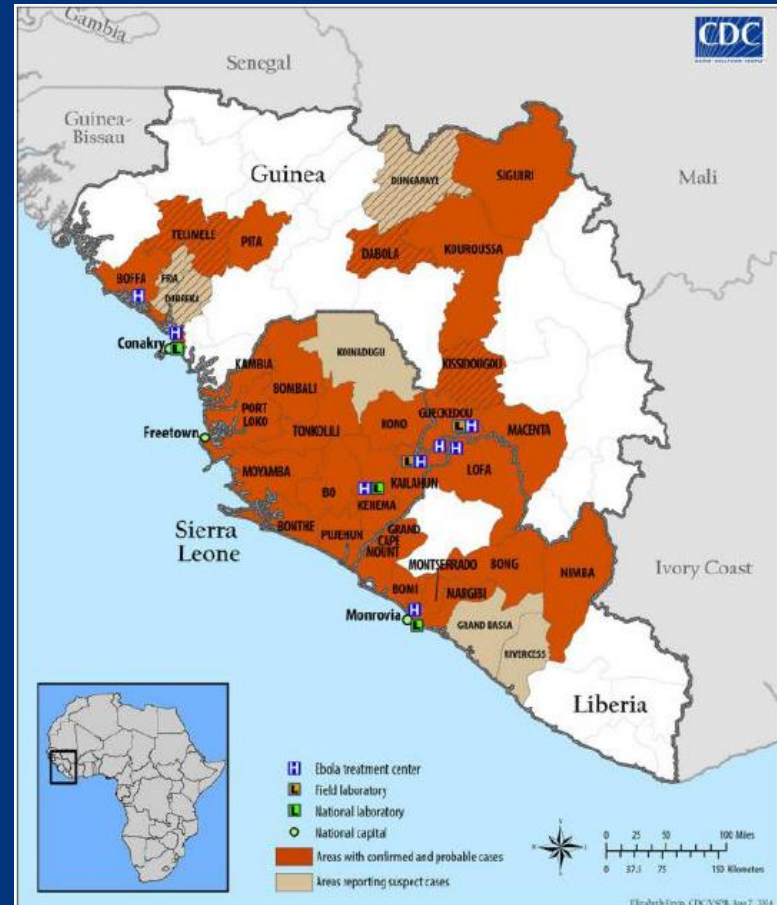 CDC
Gambia
Senegal
Guinea-
Bissau
Guinea
Mali
DINGUIRAYE
SIGUIRI
TELIMELE
PITA
DABOLA
KOUROUSSA
BOFFA
FRIA
DUBREKA
Conakry
KOINADUGU
KISSIDOUGOU
KAMBIA
BOMBALI
PORT
LOKO
KONO
GUECKEDOU
MACENTA
TONKOLILI
Freetown
MOYAMBA
BO
KAILAHUN
LOFA
KENEMA
Sierra
Leone
BONTHE
PUJEHUN
GRAND
CAPE
MOUNT
MONTSERRADO
BONG
NIMBA
Ivory Coast
BOMI
MARGIBI
Monrovia
GRAND BASSA
RIVERCESS
Liberia
H Ebola treatment center
L Field laboratory
L National laboratory
National capital
Areas with confirmed and probable cases
Areas reporting suspect cases
0 25 50 100 Miles
0 37.5 75 150 Kilometers